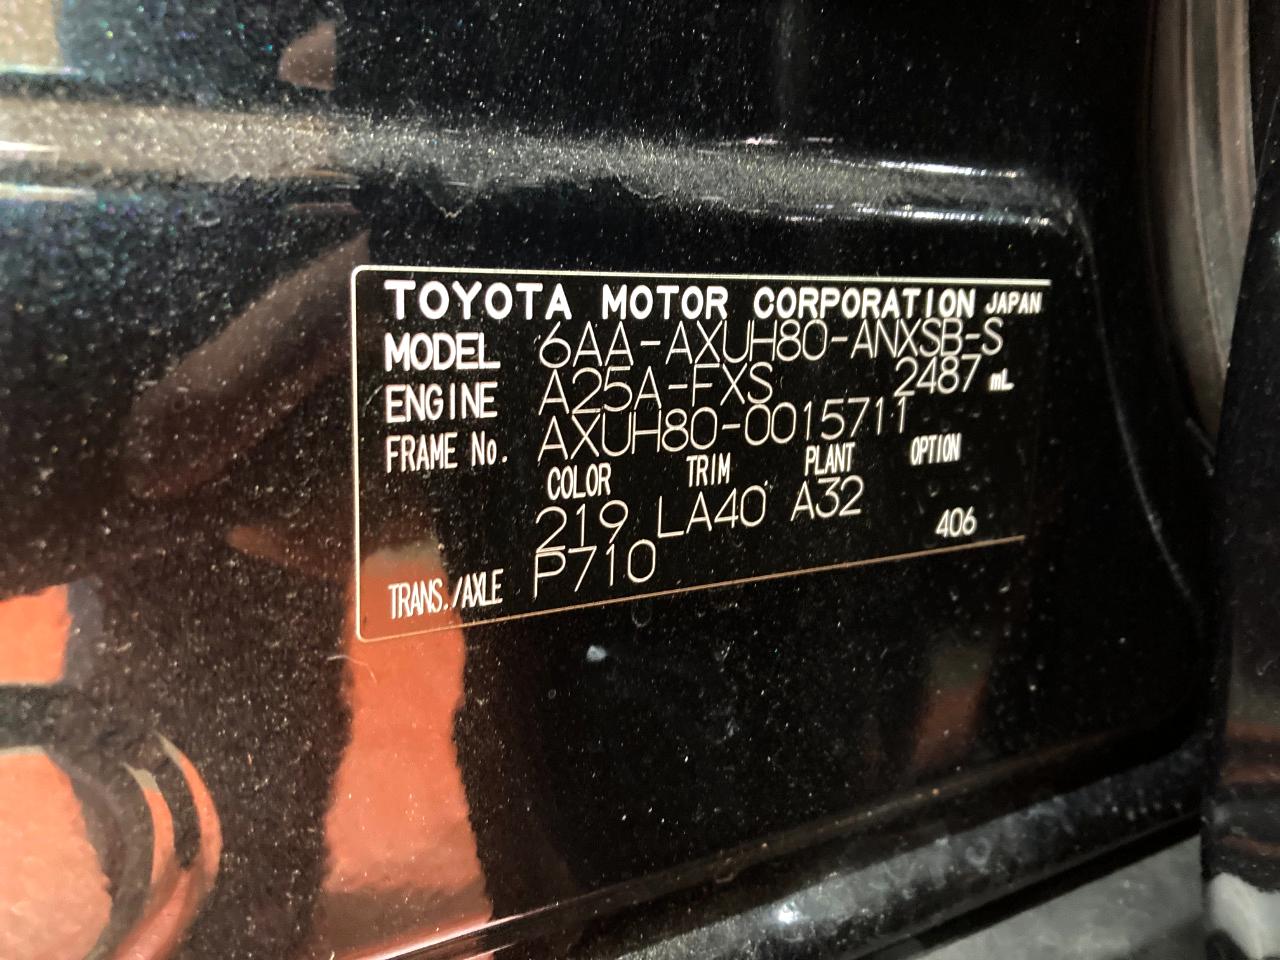 TOYOTA MOTOR CORPORATION JAPAN
MODEL 6AA-AXUH80-ANXSB-S
ENGINE A25A-FXS 2487 mL
FRAME No. AXUH80-0015711
COLOR TRIM PLANT OPTION
219 LA40 A32 406
TRANS./AXLE P710